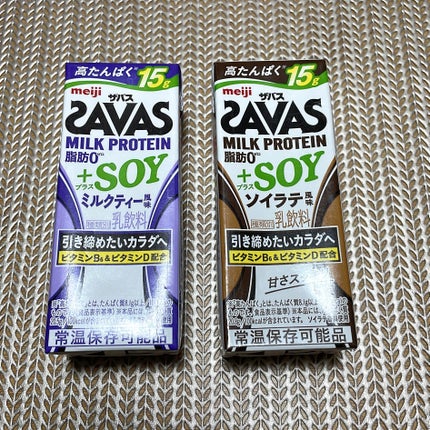 高たんぱく 15g
meiji
ザバス
SAVAS
MILK PROTEIN
脂肪0
+SOY
プラス
ミルクティー風味
乳飲料
引き締めたいカラダへ
ビタミンB6&ビタミンD配合
常温保存可能品
高たんぱく 15g
meiji
ザバス
SAVAS
MILK PROTEIN
脂肪0
+SOY
プラス
ソイラテ風味
乳飲料
引き締めたいカラダへ
ビタミンB6&ビタミンD配合
甘さ
常温保存可能品